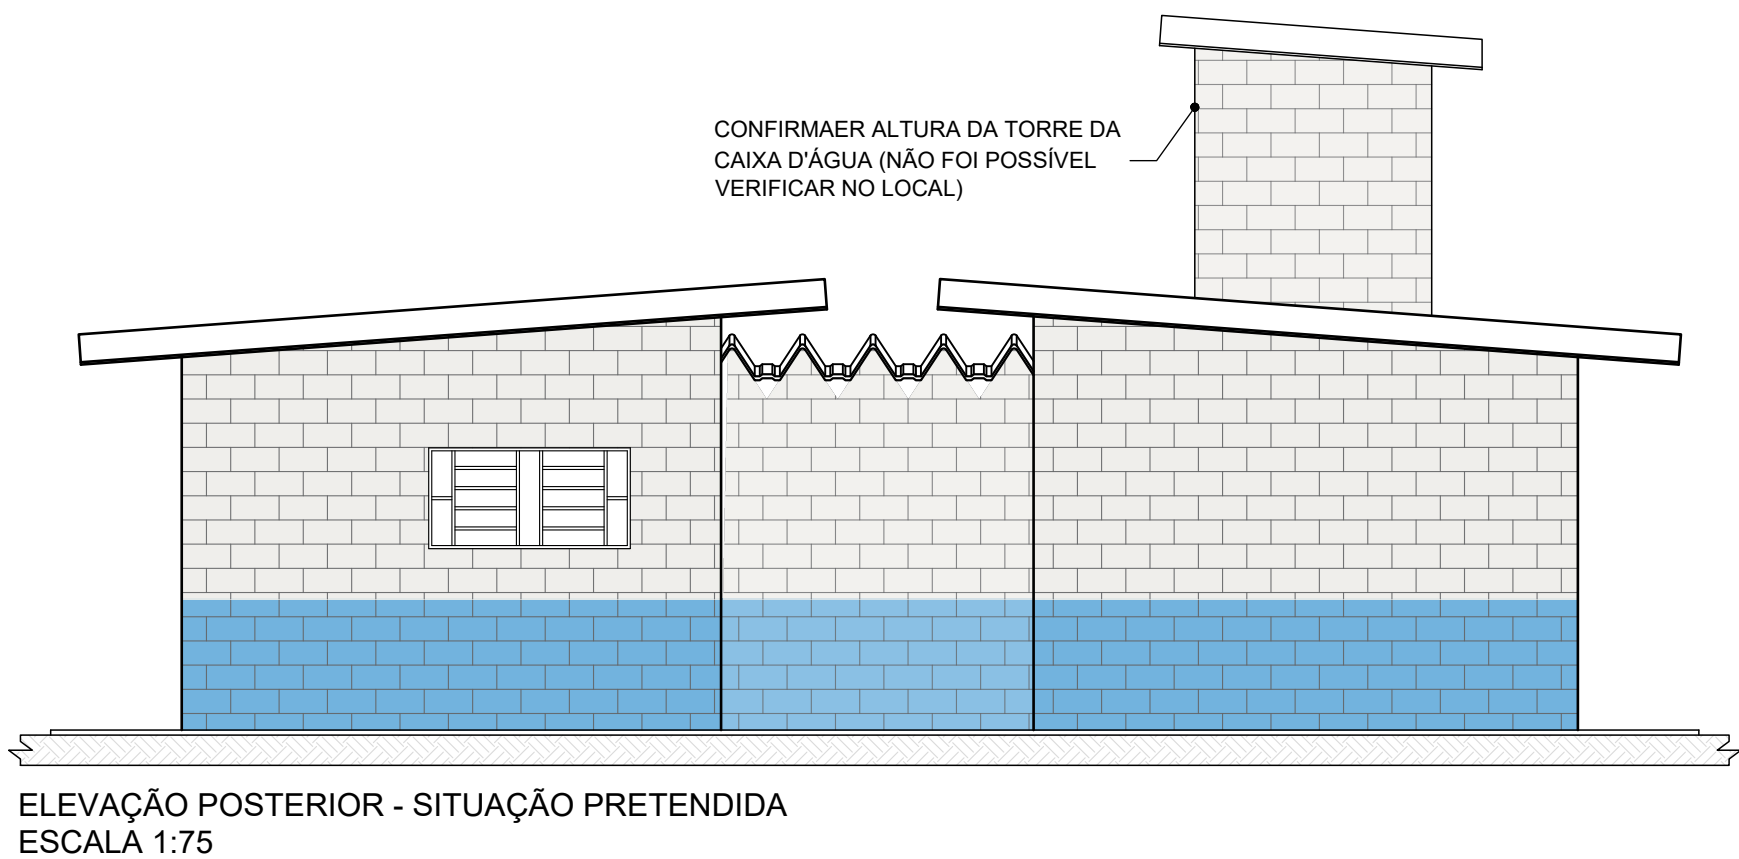 CONFIRMAER ALTURA DA TORRE DA
CAIXA D'ÁGUA (NÃO FOI POSSÍVEL
VERIFICAR NO LOCAL)
ELEVAÇÃO POSTERIOR - SITUAÇÃO PRETENDIDA
ESCALA 1:75